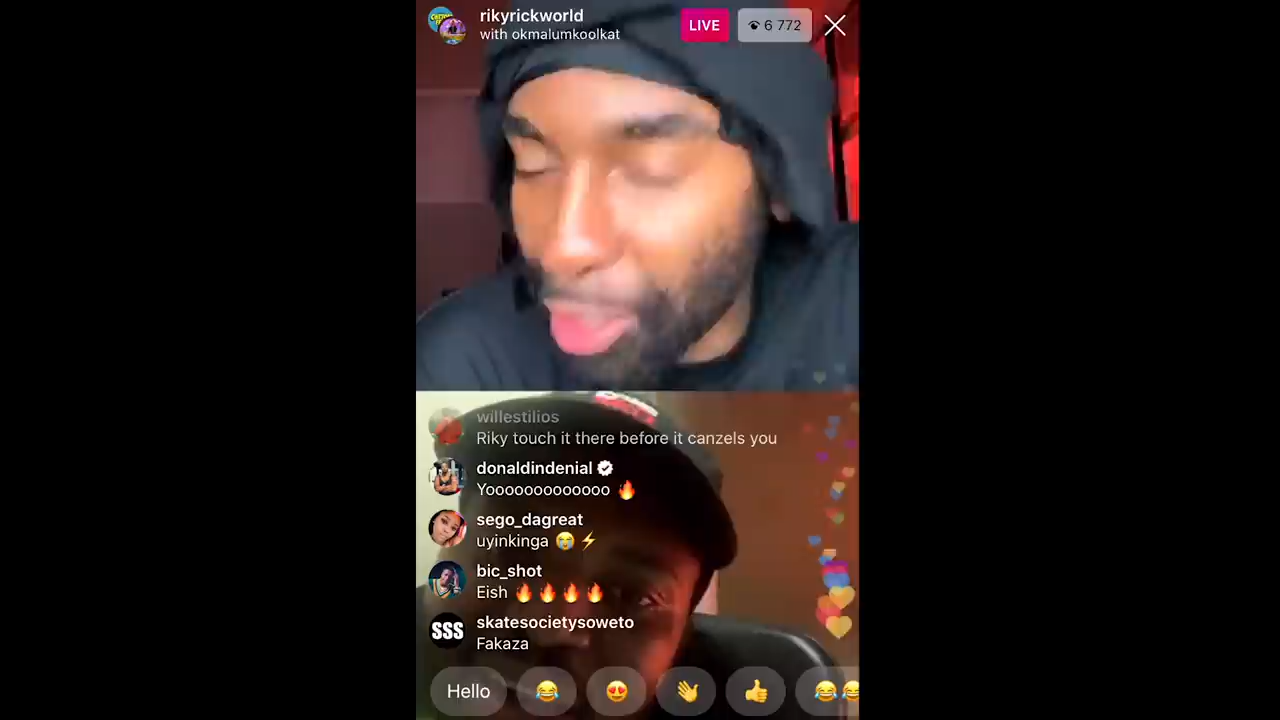 rikyrickworld
with okmalumkoolkat
LIVE
6 772
willestilios
Riky touch it there before it canzels you
donaldindenial
Yooooooooooooo 🔥
sego_dagreat
uyinkinga 😭⚡
bic_shot
Eish 🔥🔥🔥🔥
SSS
skatesocietysoweto
Fakaza
Hello